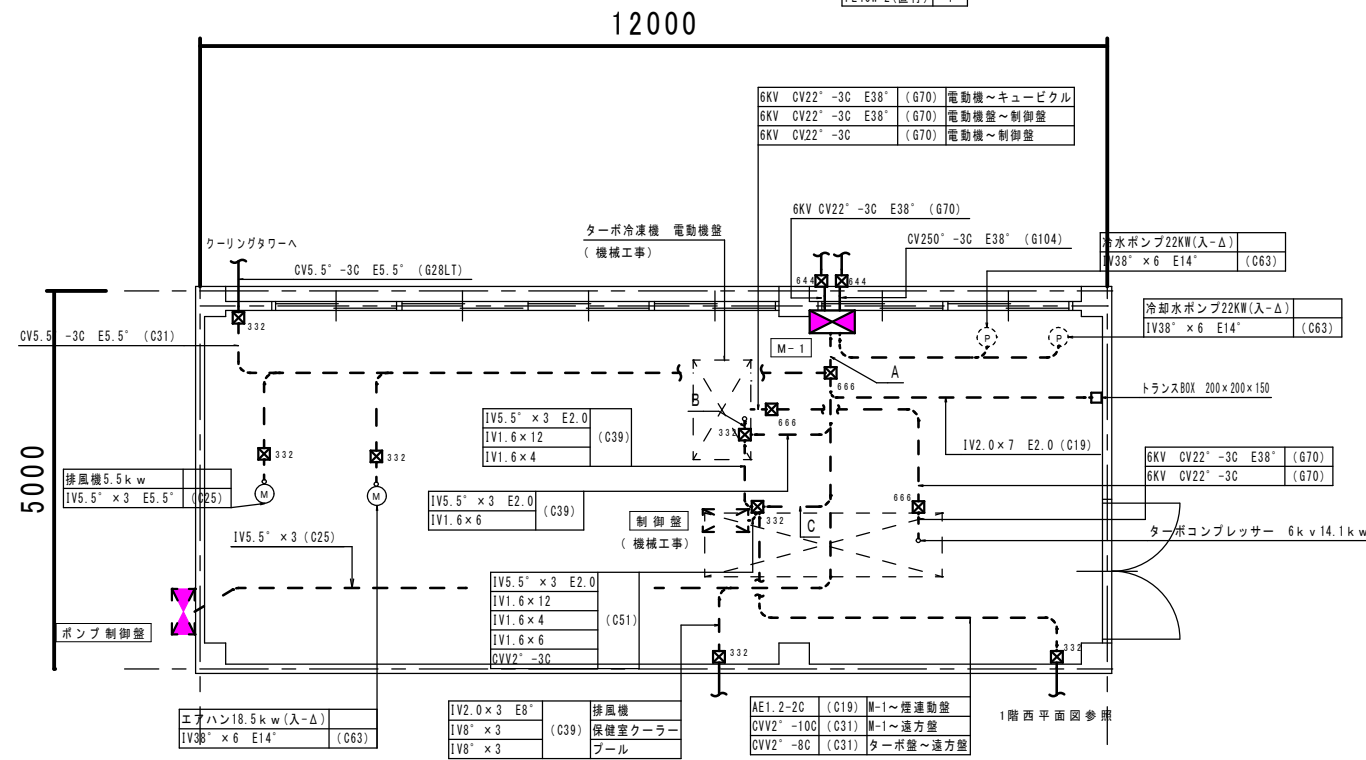 12000
6KV CV22° -3C E38° (G70) 電動機～キュービクル
6KV CV22° -3C E38° (G70) 電動機盤～制御盤
6KV CV22° -3C (G70) 電動機～制御盤
6KV CV22° -3C E38° (G70)
ターボ冷凍機 電動機盤
( 機械工事)
クーリングタワーへ
CV250° -3C E38° (G104)
冷水ポンプ22KW(入-Δ)
IV38° ×6 E14° (C63)
CV5.5° -3C E5.5° (G28LT)
644
644
冷却水ポンプ22KW(入-Δ)
IV38° ×6 E14° (C63)
332
CV5.5 -3C E5.5° (C31)
P
P
M-1
A
666
トランスBOX 200×200×150
B
IV5.5° ×3 E2.0
IV1.6×12
IV1.6×4
(C39)
666
332
IV2.0×7 E2.0 (C19)
332
332
6KV CV22° -3C E38° (G70)
6KV CV22° -3C (G70)
5000
排風機5.5kw
IV5.5° ×3 E5.5° (C25)
M
M
IV5.5° ×3 E2.0
IV1.6×6
(C39)
666
制御盤
( 機械工事)
332
C
ターボコンプレッサー 6kv14.1kw
IV5.5° ×3 (C25)
IV5.5° ×3 E2.0
IV1.6×12
IV1.6×4
IV1.6×6
CVV2° -3C
(C51)
ポンプ制御盤
332
332
エアハン18.5kw(入-Δ)
IV38° ×6 E14° (C63)
IV2.0×3 E8° 排風機
IV8° ×3 (C39) 保健室クーラー
IV8° ×3 プール
AE1.2-2C (C19) M-1～煙連動盤
CVV2° -10C (C31) M-1～遠方盤
CVV2° -8C (C31) ターボ盤～遠方盤
1階西平面図参照